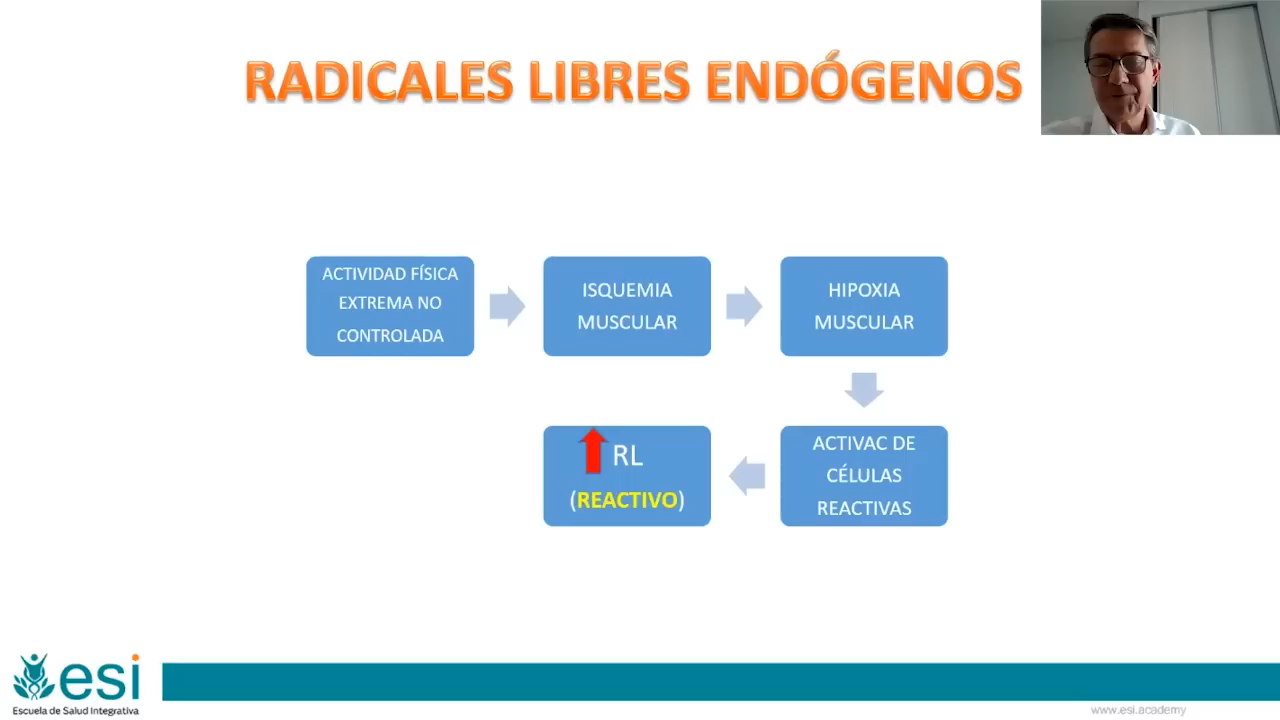 RADICALES LIBRES ENDÓGENOS
ACTIVIDAD FÍSICA
EXTREMA NO
CONTROLADA
ISQUEMIA
MUSCULAR
HIPOXIA
MUSCULAR
ACTIVAC DE
CÉLULAS
REACTIVAS
RL
(REACTIVO)
esi
Escuela de Salud Integrativa
www.esi.academy